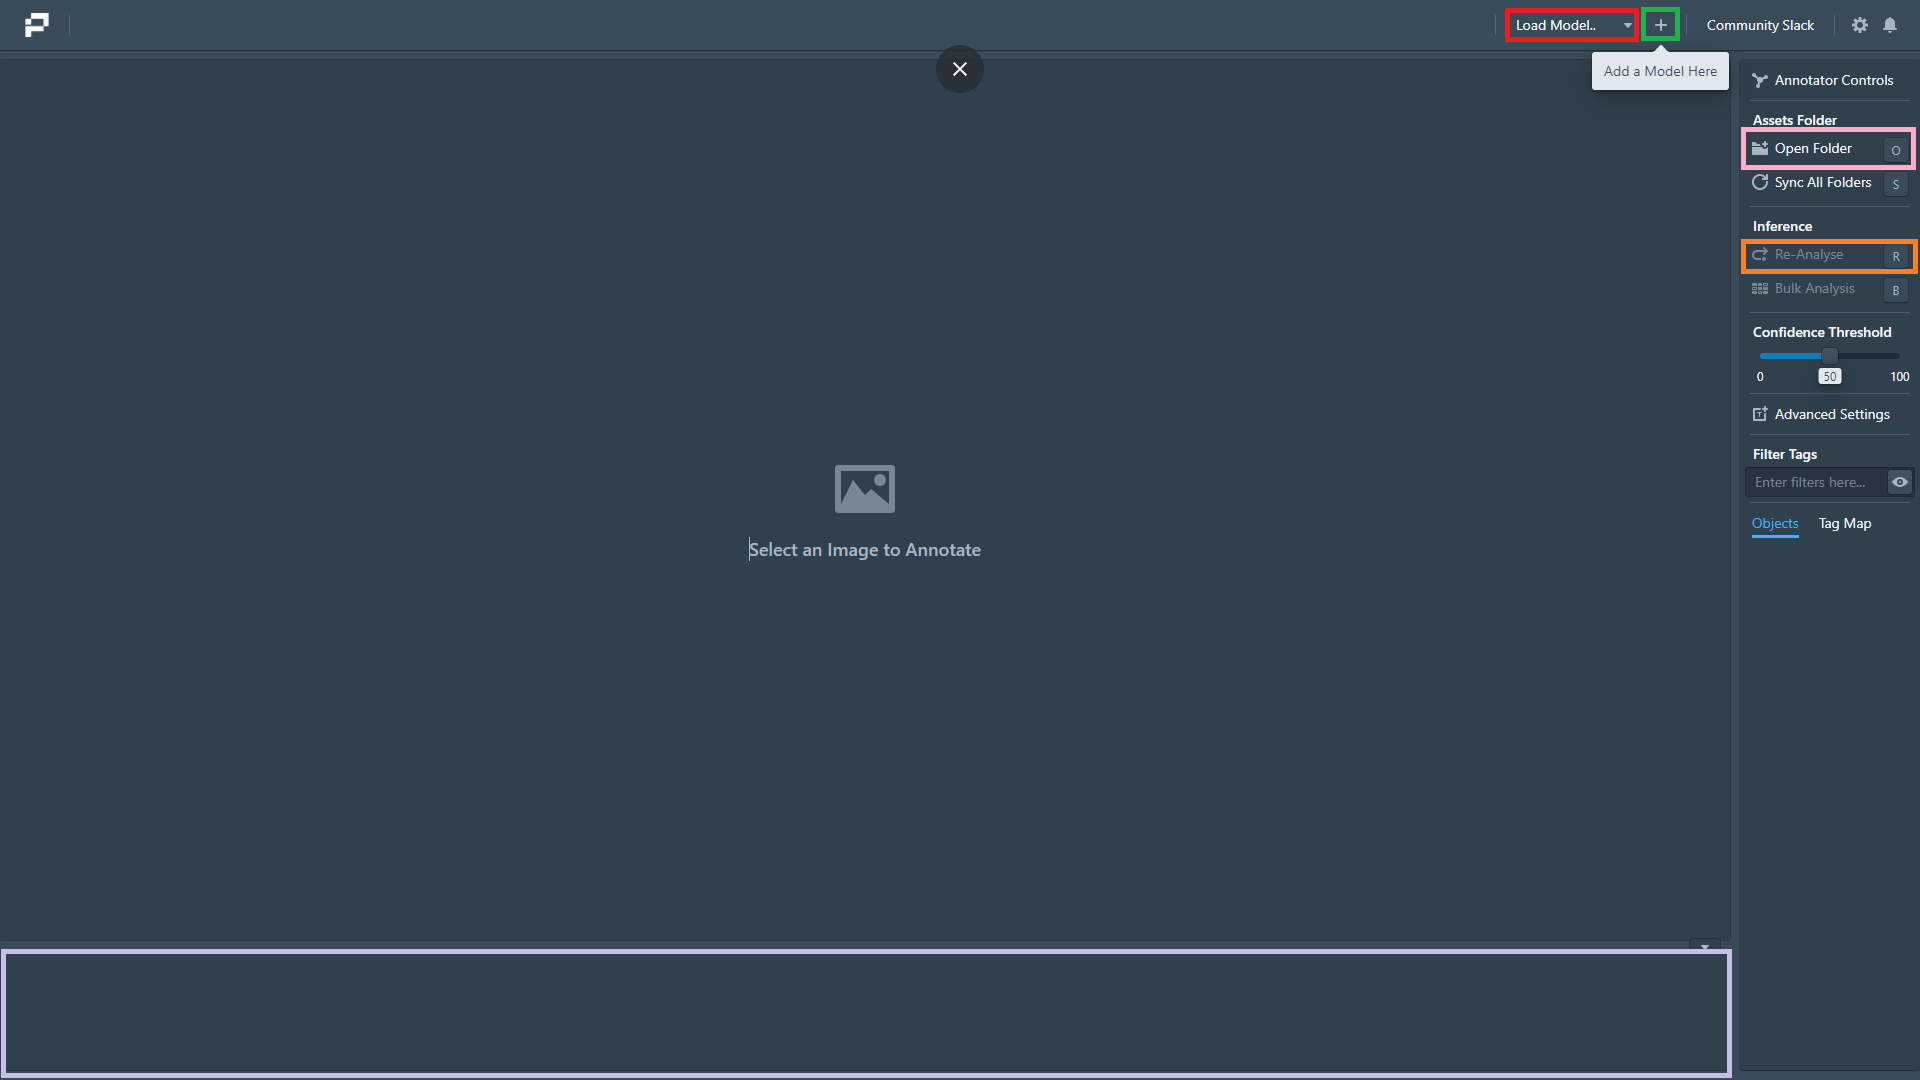 Load Model..
Community Slack
Add a Model Here
Annotator Controls
Assets Folder
Open Folder O
Sync All Folders S
Inference
Re-Analyse R
Bulk Analysis B
Confidence Threshold
0 50 100
Advanced Settings
Filter Tags
Enter filters here...
Objects Tag Map
Select an Image to Annotate